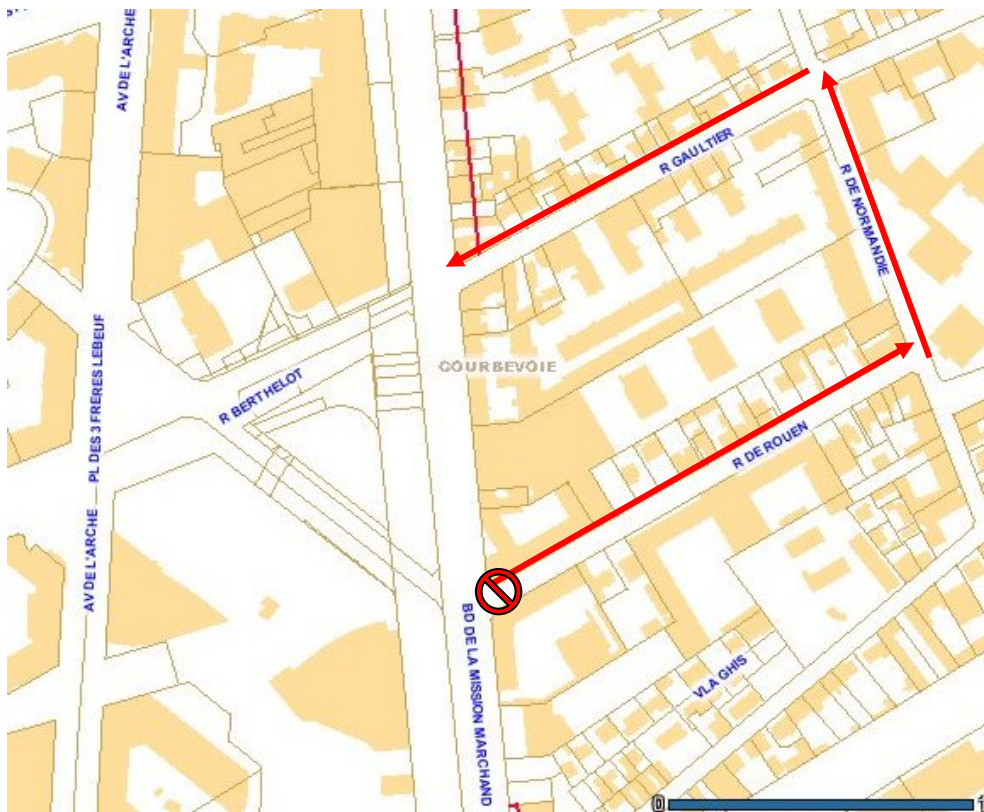 AV DE L'ARCHE
R GAULTIER
R DE NORMANDIE
COURBEVOIE
PL DES 3 FRERES LEBEUF
R BERTHELOT
R DE ROUEN
AV DE L'ARCHE
BD DE LA MISSION MARCHAND
VLA GHIS
0